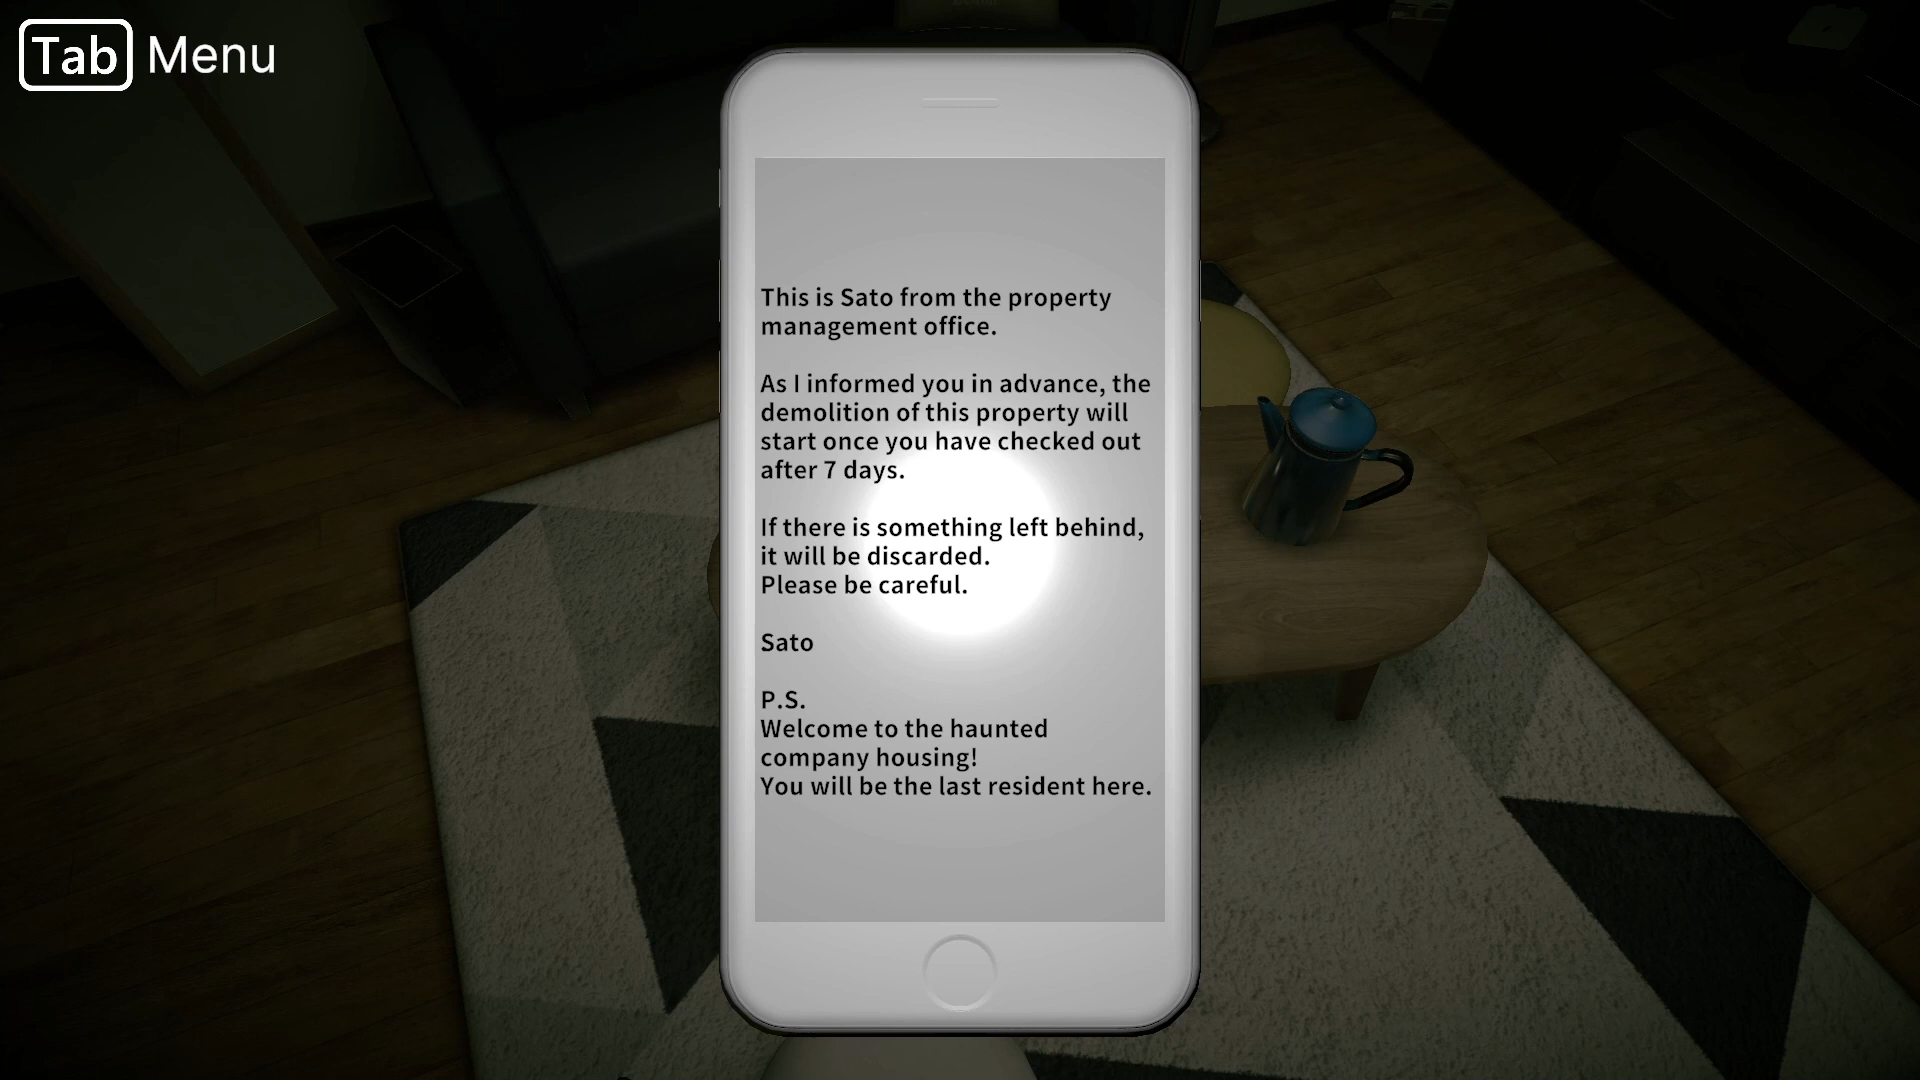 Tab Menu
This is Sato from the property
management office.
As I informed you in advance, the
demolition of this property will
start once you have checked out
after 7 days.
If there is something left behind,
it will be discarded.
Please be careful.
Sato
P.S.
Welcome to the haunted
company housing!
You will be the last resident here.